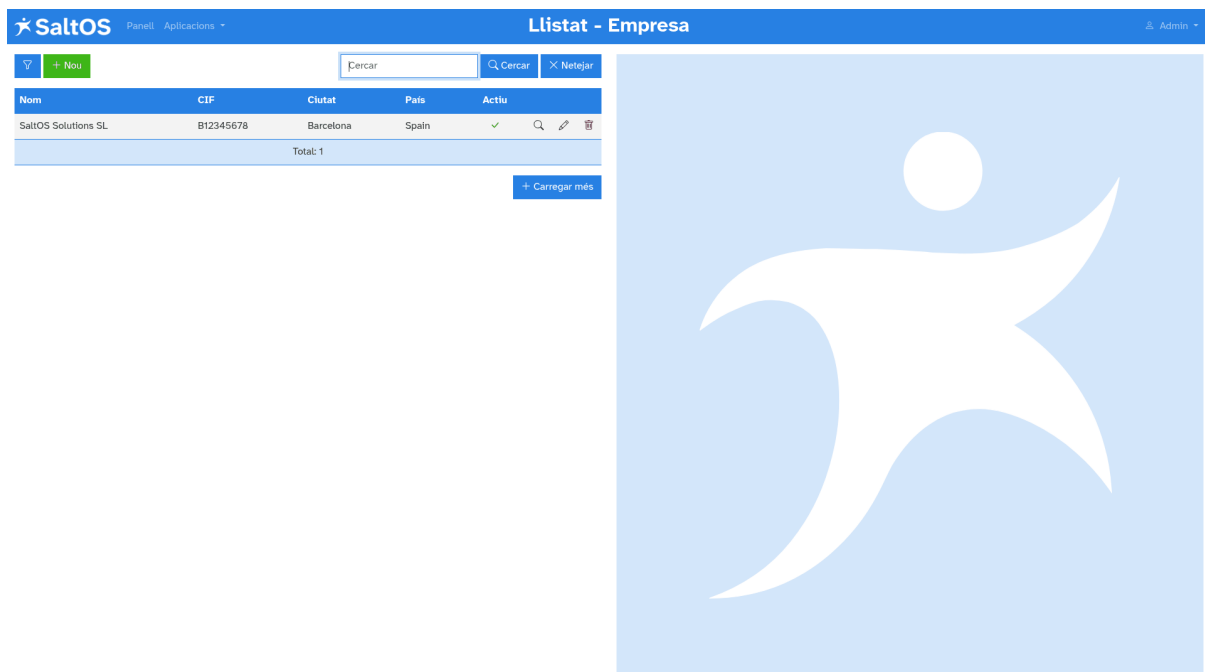 SaltOS Panell Aplicacions Llistat - Empresa Admin
+ Nou Cercar Cercar Netejar
Nom CIF Ciutat País Actiu
SaltOS Solutions SL B12345678 Barcelona Spain
Total: 1
+ Carregar més